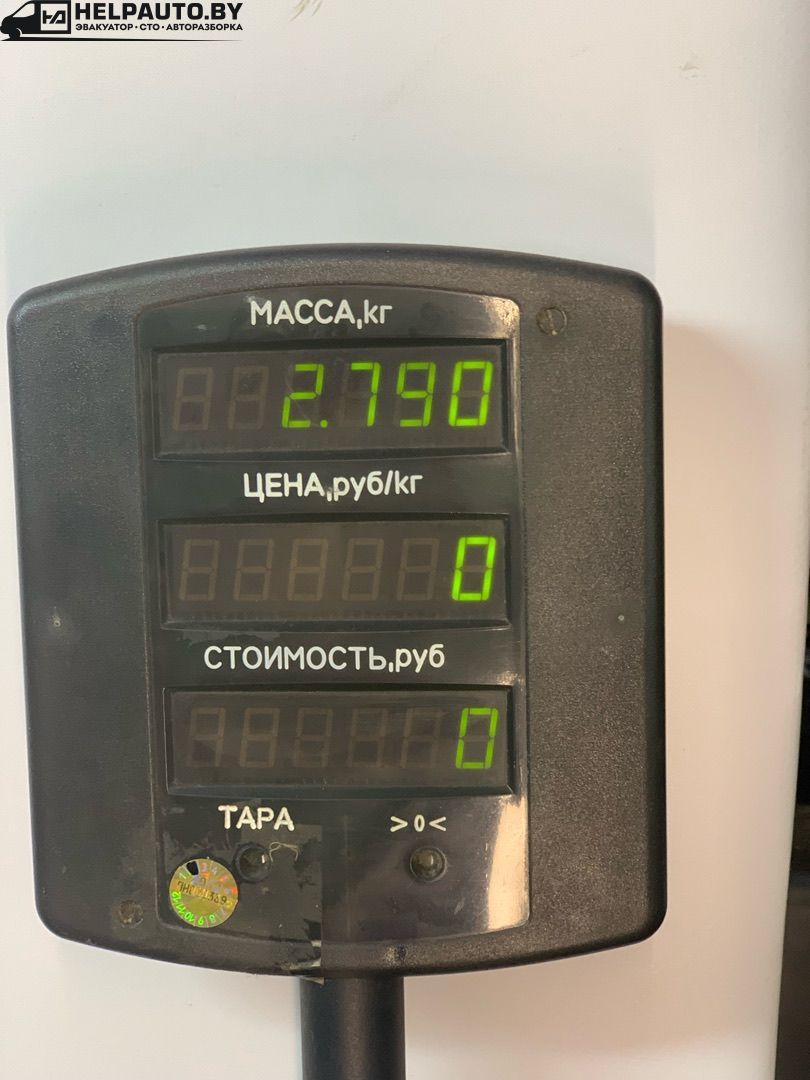 HELPAUTO.BY
ЭВАКУАТОР · СТО · АВТОРАЗБОРКА
МАССА,кг
2.790
ЦЕНА,руб/кг
0
СТОИМОСТЬ,руб
0
ТАРА >0<